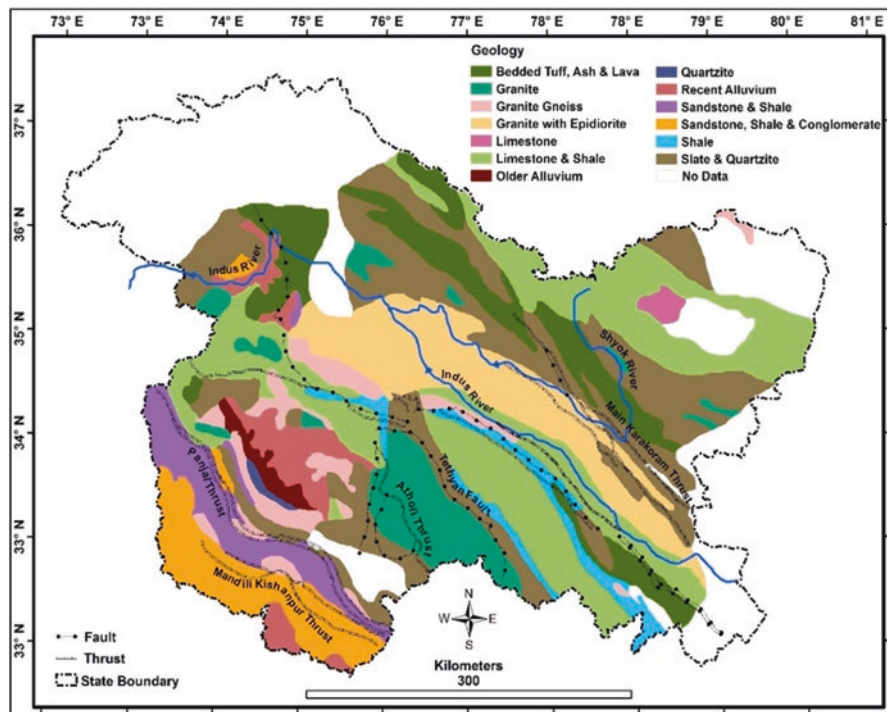 73° E 73° E 74° E 75° E 76° E 77° E 78° E 79° E 80° E 81° E
Geology
Bedded Tuff, Ash & Lava
Granite
Granite Gneiss
Granite with Epidiorite
Limestone
Limestone & Shale
Older Alluvium
Quartzite
Recent Alluvium
Sandstone & Shale
Sandstone, Shale & Conglomerate
Shale
Slate & Quartzite
No Data
37° N
36° N
35° N
34° N
33° N
33° N
Indus River
Shyok River
Indus River
Main Karakoram Thrust
Tethyan Fault
Panjal Thrust
Atholi Thrust
Mandili Kishanpur Thrust
N
W E
S
Fault
Thrust
State Boundary
Kilometers
300